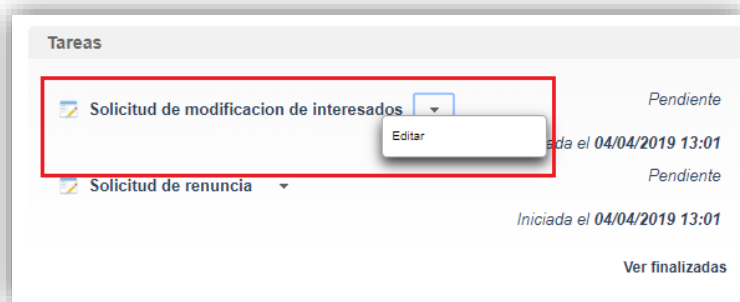 Tareas
Solicitud de modificacion de interesados Pendiente
Editar
ada el 04/04/2019 13:01
Solicitud de renuncia Pendiente
Iniciada el 04/04/2019 13:01
Ver finalizadas